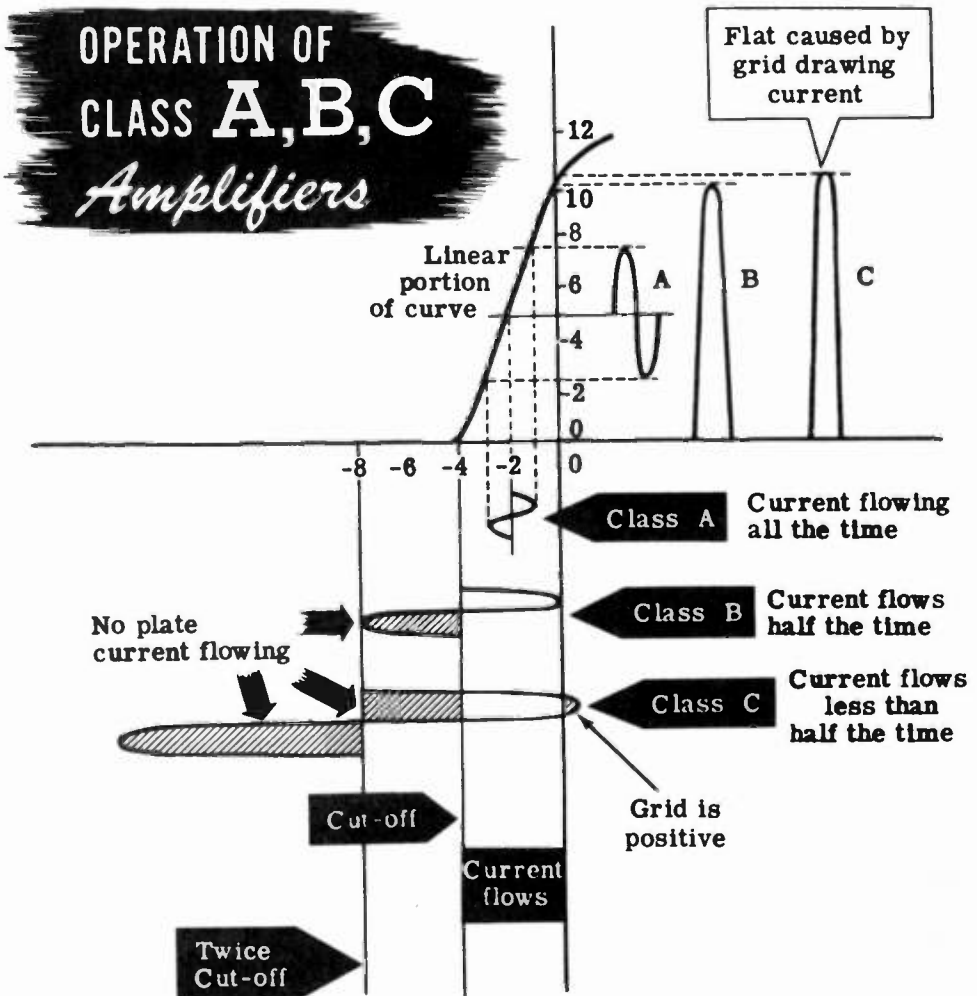 OPERATION OF
CLASS A,B,C
Amplifiers
Flat caused by
grid drawing
current
12
10
8
6
4
2
0
Linear
portion
of curve
A
B
C
-8
-6
-4
-2
0
Class A
Current flowing
all the time
Class B
Current flows
half the time
No plate
current flowing
Class C
Current flows
less than
half the time
Cut-off
Grid is
positive
Current
flows
Twice
Cut-off